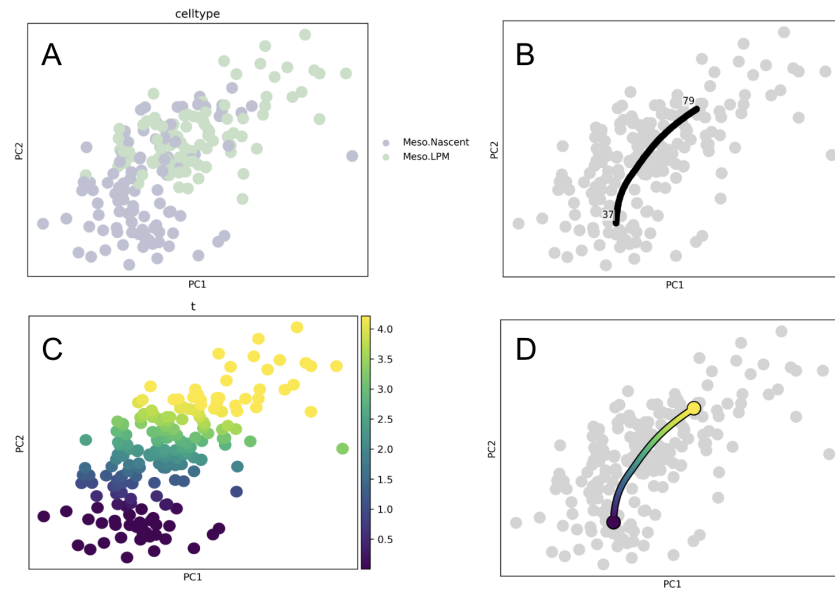 celltype
A
PC2
PC1
Meso.Nascent
Meso.LPM
B
79
37
PC2
PC1
t
C
PC2
PC1
4.0
3.5
3.0
2.5
2.0
1.5
1.0
0.5
D
PC2
PC1